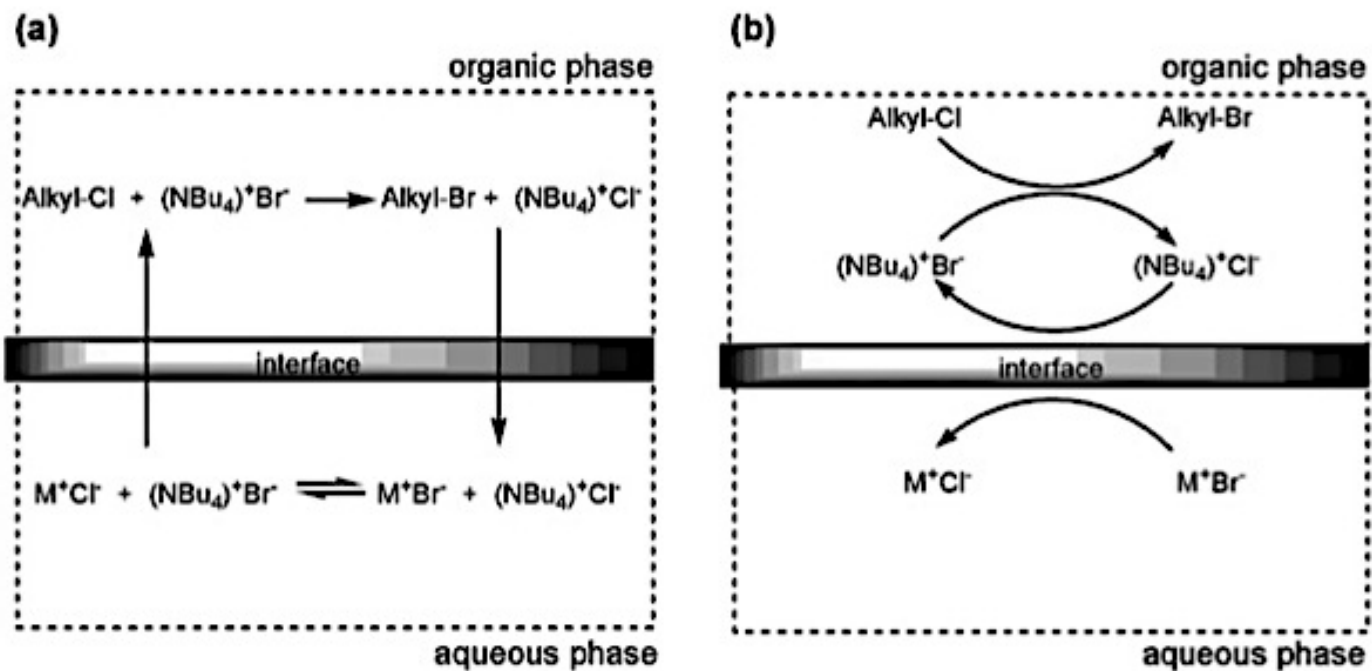 (a)
organic phase
Alkyl-Cl + (NBu₄)⁺Br⁻ → Alkyl-Br + (NBu₄)⁺Cl⁻
interface
M⁺Cl⁻ + (NBu₄)⁺Br⁻ ⇌ M⁺Br⁻ + (NBu₄)⁺Cl⁻
aqueous phase
(b)
organic phase
Alkyl-Cl Alkyl-Br
(NBu₄)⁺Br⁻ (NBu₄)⁺Cl⁻
interface
M⁺Cl⁻ M⁺Br⁻
aqueous phase